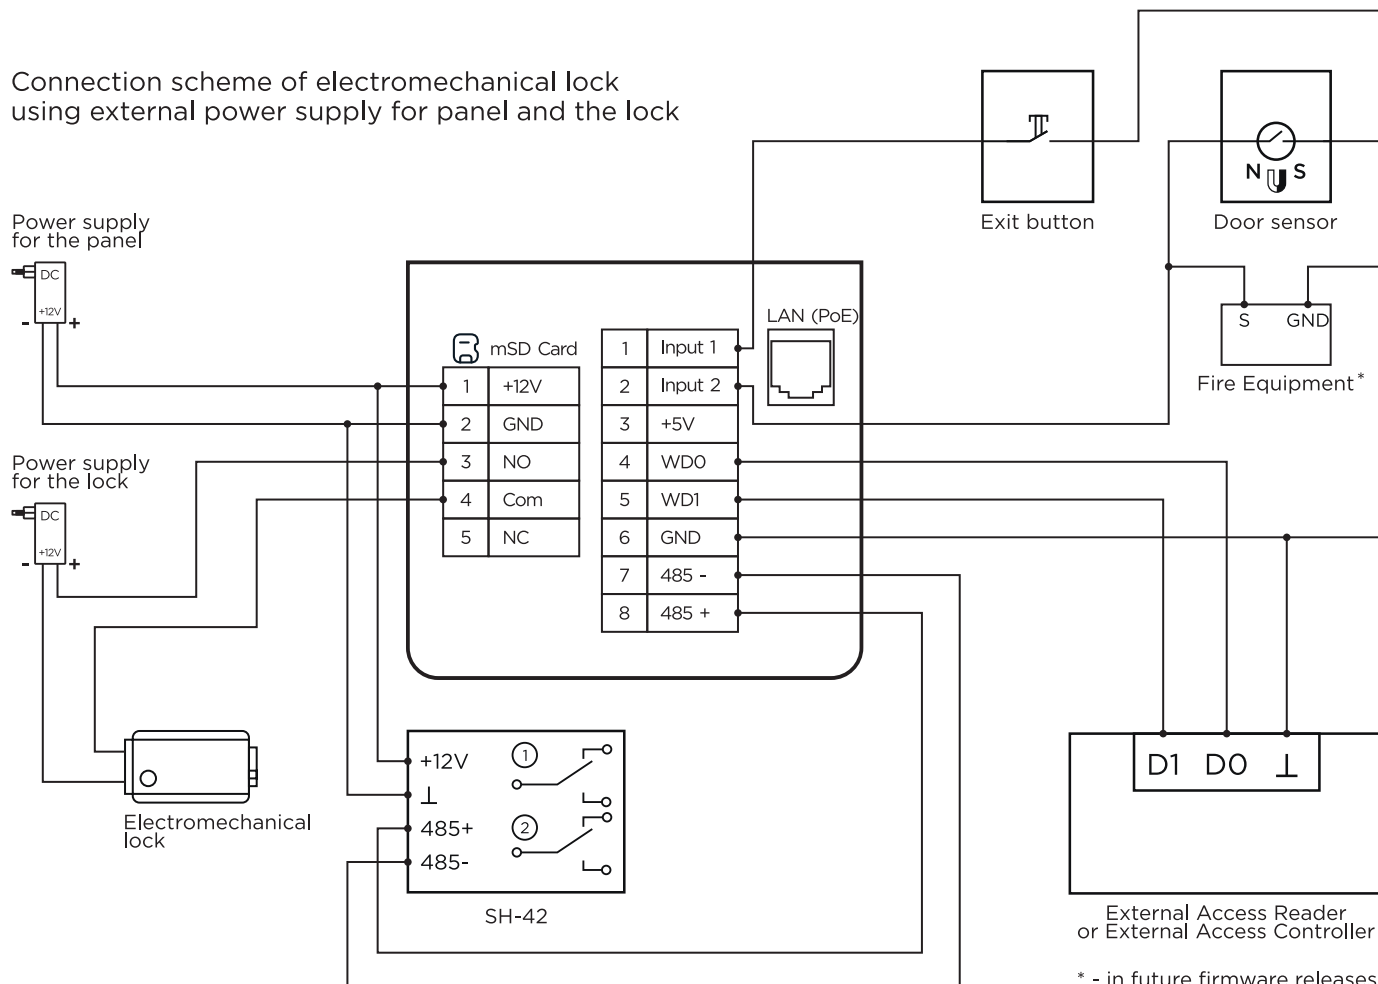 Connection scheme of electromechanical lock
using external power supply for panel and the lock
Power supply
for the panel
DC
+12V
- +
Power supply
for the lock
DC
+12V
- +
Electromechanical
lock
mSD Card
1 +12V
2 GND
3 NO
4 Com
5 NC
1 Input 1
2 Input 2
3 +5V
4 WD0
5 WD1
6 GND
7 485 -
8 485 +
LAN (PoE)
Exit button
N S
Door sensor
S GND
Fire Equipment*
+12V
⊥
485+
485-
1
2
SH-42
D1 D0 ⊥
External Access Reader
or External Access Controller
* - in future firmware releases